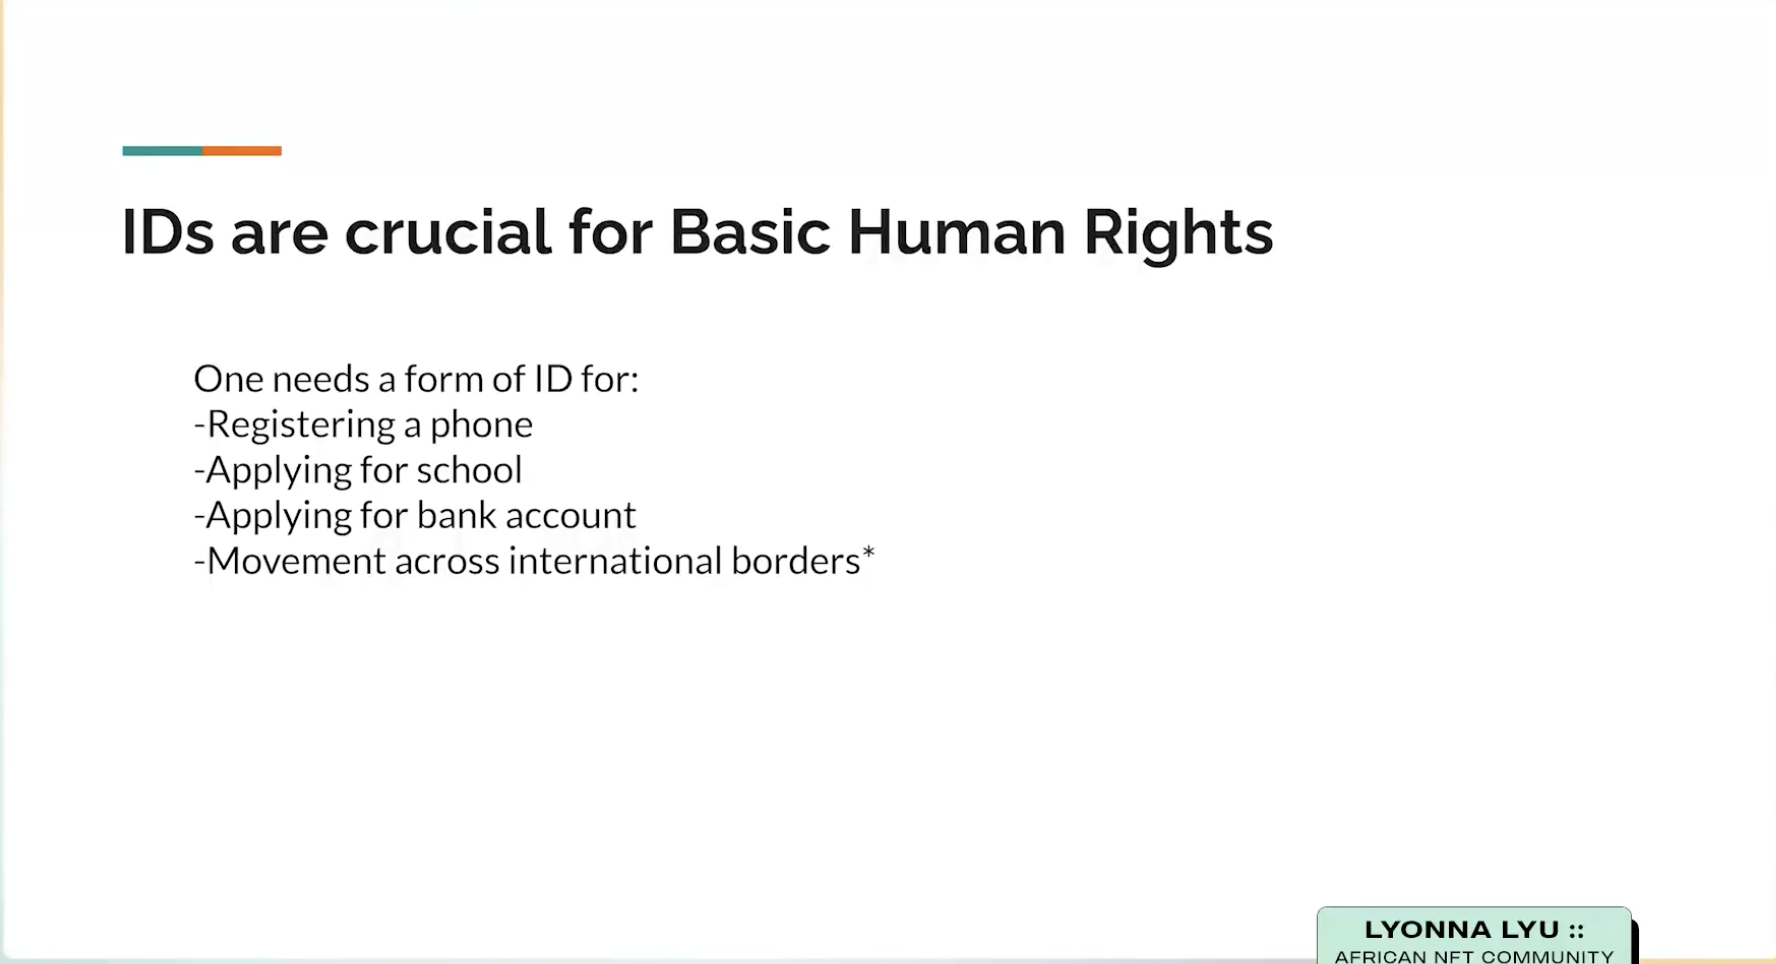 IDs are crucial for Basic Human Rights
One needs a form of ID for:
-Registering a phone
-Applying for school
-Applying for bank account
-Movement across international borders*
LYONNA LYU ::
AFRICAN NFT COMMUNITY